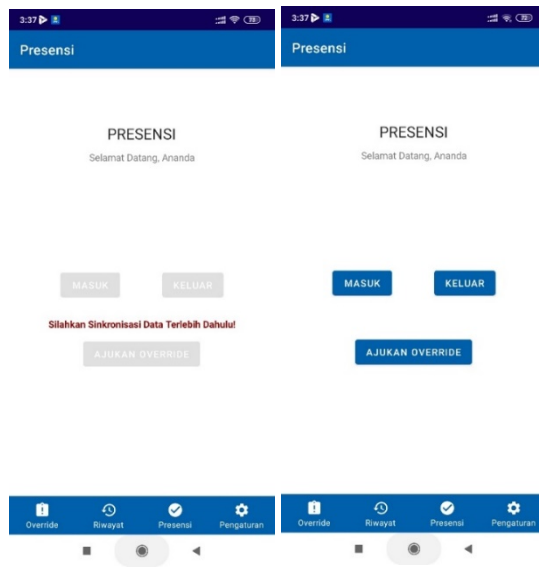 3:37
Presensi
PRESENSI
Selamat Datang, Ananda
MASUK
KELUAR
Silahkan Sinkronisasi Data Terlebih Dahulu!
AJUKAN OVERRIDE
Override
Riwayat
Presensi
Pengaturan
3:37
Presensi
PRESENSI
Selamat Datang, Ananda
MASUK
KELUAR
AJUKAN OVERRIDE
Override
Riwayat
Presensi
Pengaturan